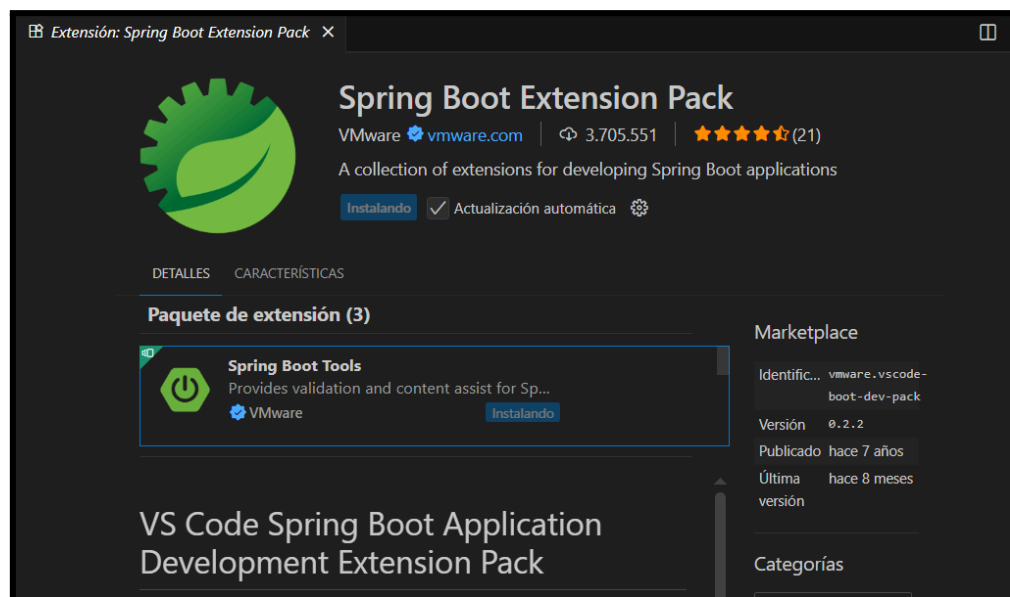 Extensión: Spring Boot Extension Pack
Spring Boot Extension Pack
VMware vmware.com 3.705.551 (21)
A collection of extensions for developing Spring Boot applications
Instalando Actualización automática
DETALLES CARACTERÍSTICAS
Paquete de extensión (3)
Spring Boot Tools
Provides validation and content assist for Sp...
VMware Instalando
VS Code Spring Boot Application
Development Extension Pack
Marketplace
Identific... vmware.vscode-
boot-dev-pack
Versión 0.2.2
Publicado hace 7 años
Última hace 8 meses
versión
Categorías